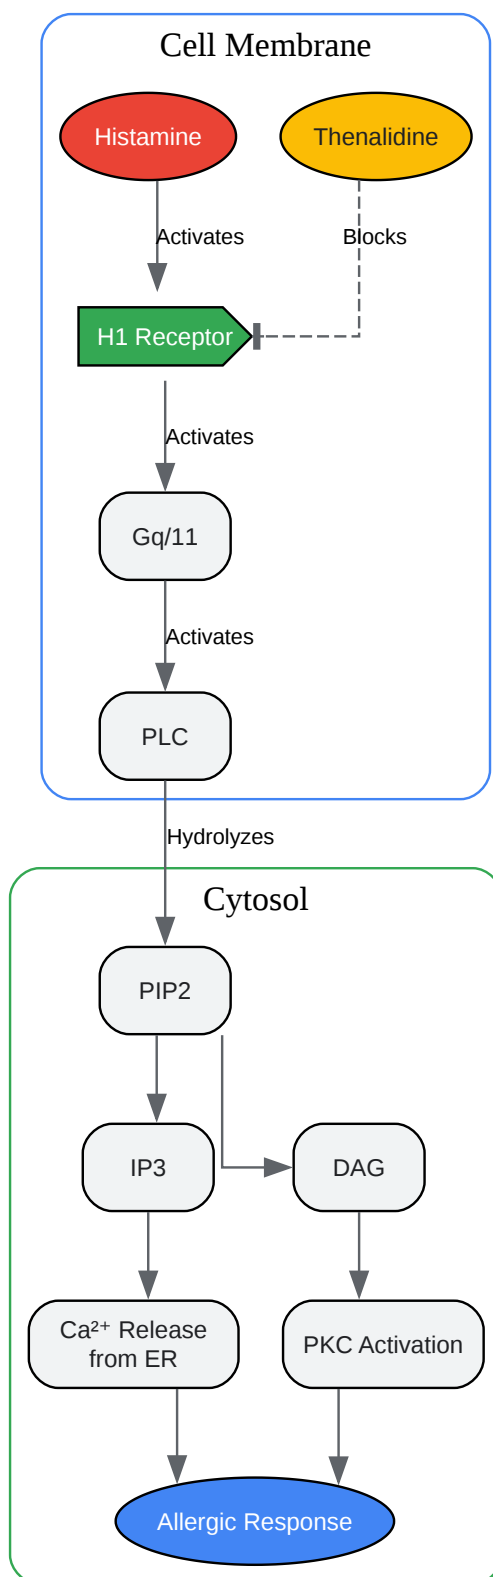 Cell Membrane
Histamine
Thenalidine
Activates
Blocks
H1 Receptor
Activates
Gq/11
Activates
PLC
Hydrolyzes
Cytosol
PIP2
IP3
DAG
Ca²⁺ Release
from ER
PKC Activation
Allergic Response